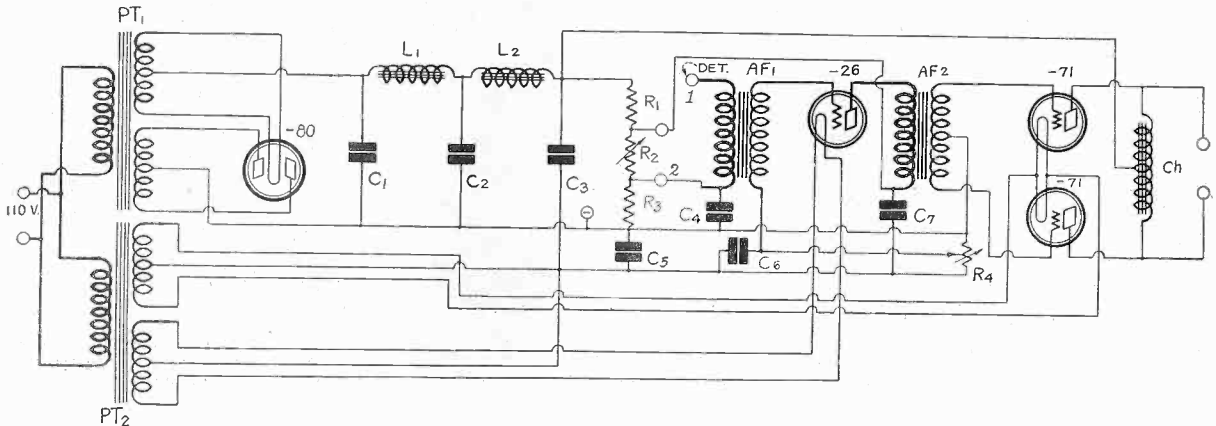 PT1
L1
L2
DET.
1
AF1
-26
AF2
-71
R1
-80
R2
2
R3
C1
C2
C3
C4
C5
C6
C7
R4
-71
Ch
110 V.
⊖
PT2